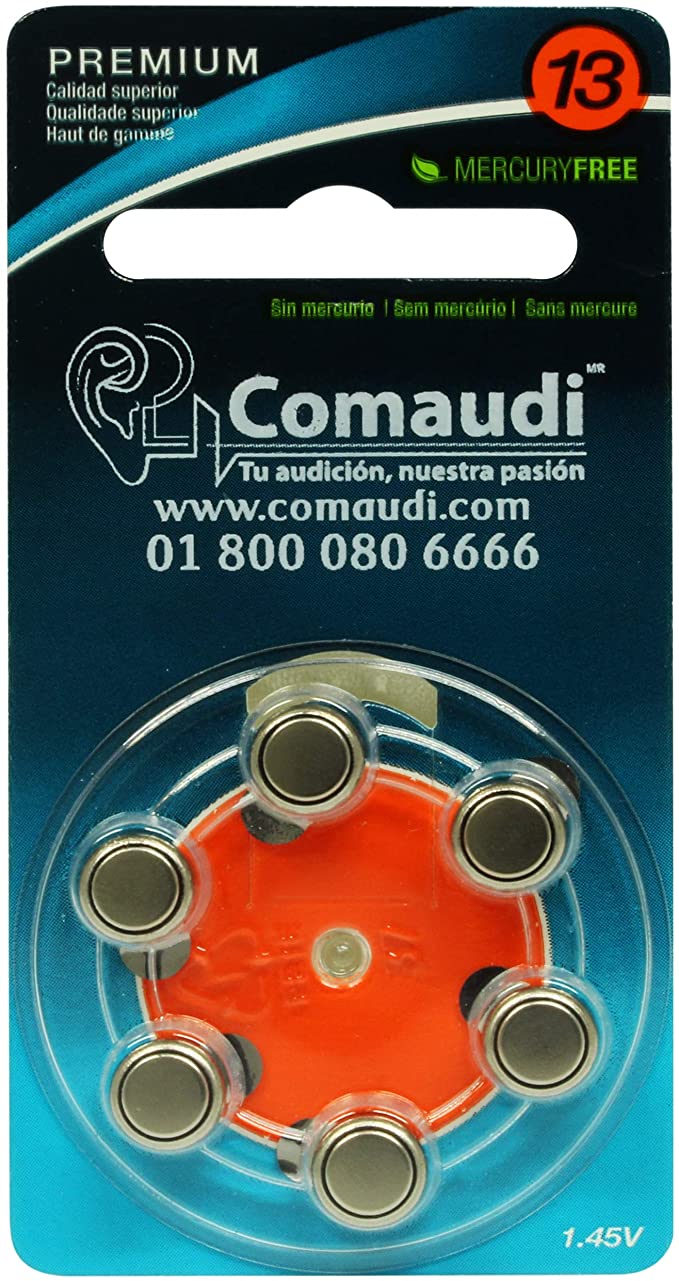 PREMIUM
Calidad superior
Qualidade superior
Haut de gamme
13
MERCURYFREE
Sin mercurio | Sem mercúrio | Sans mercure
Comaudi MR
Tu audición, nuestra pasión
www.comaudi.com
01 800 080 6666
1.45V